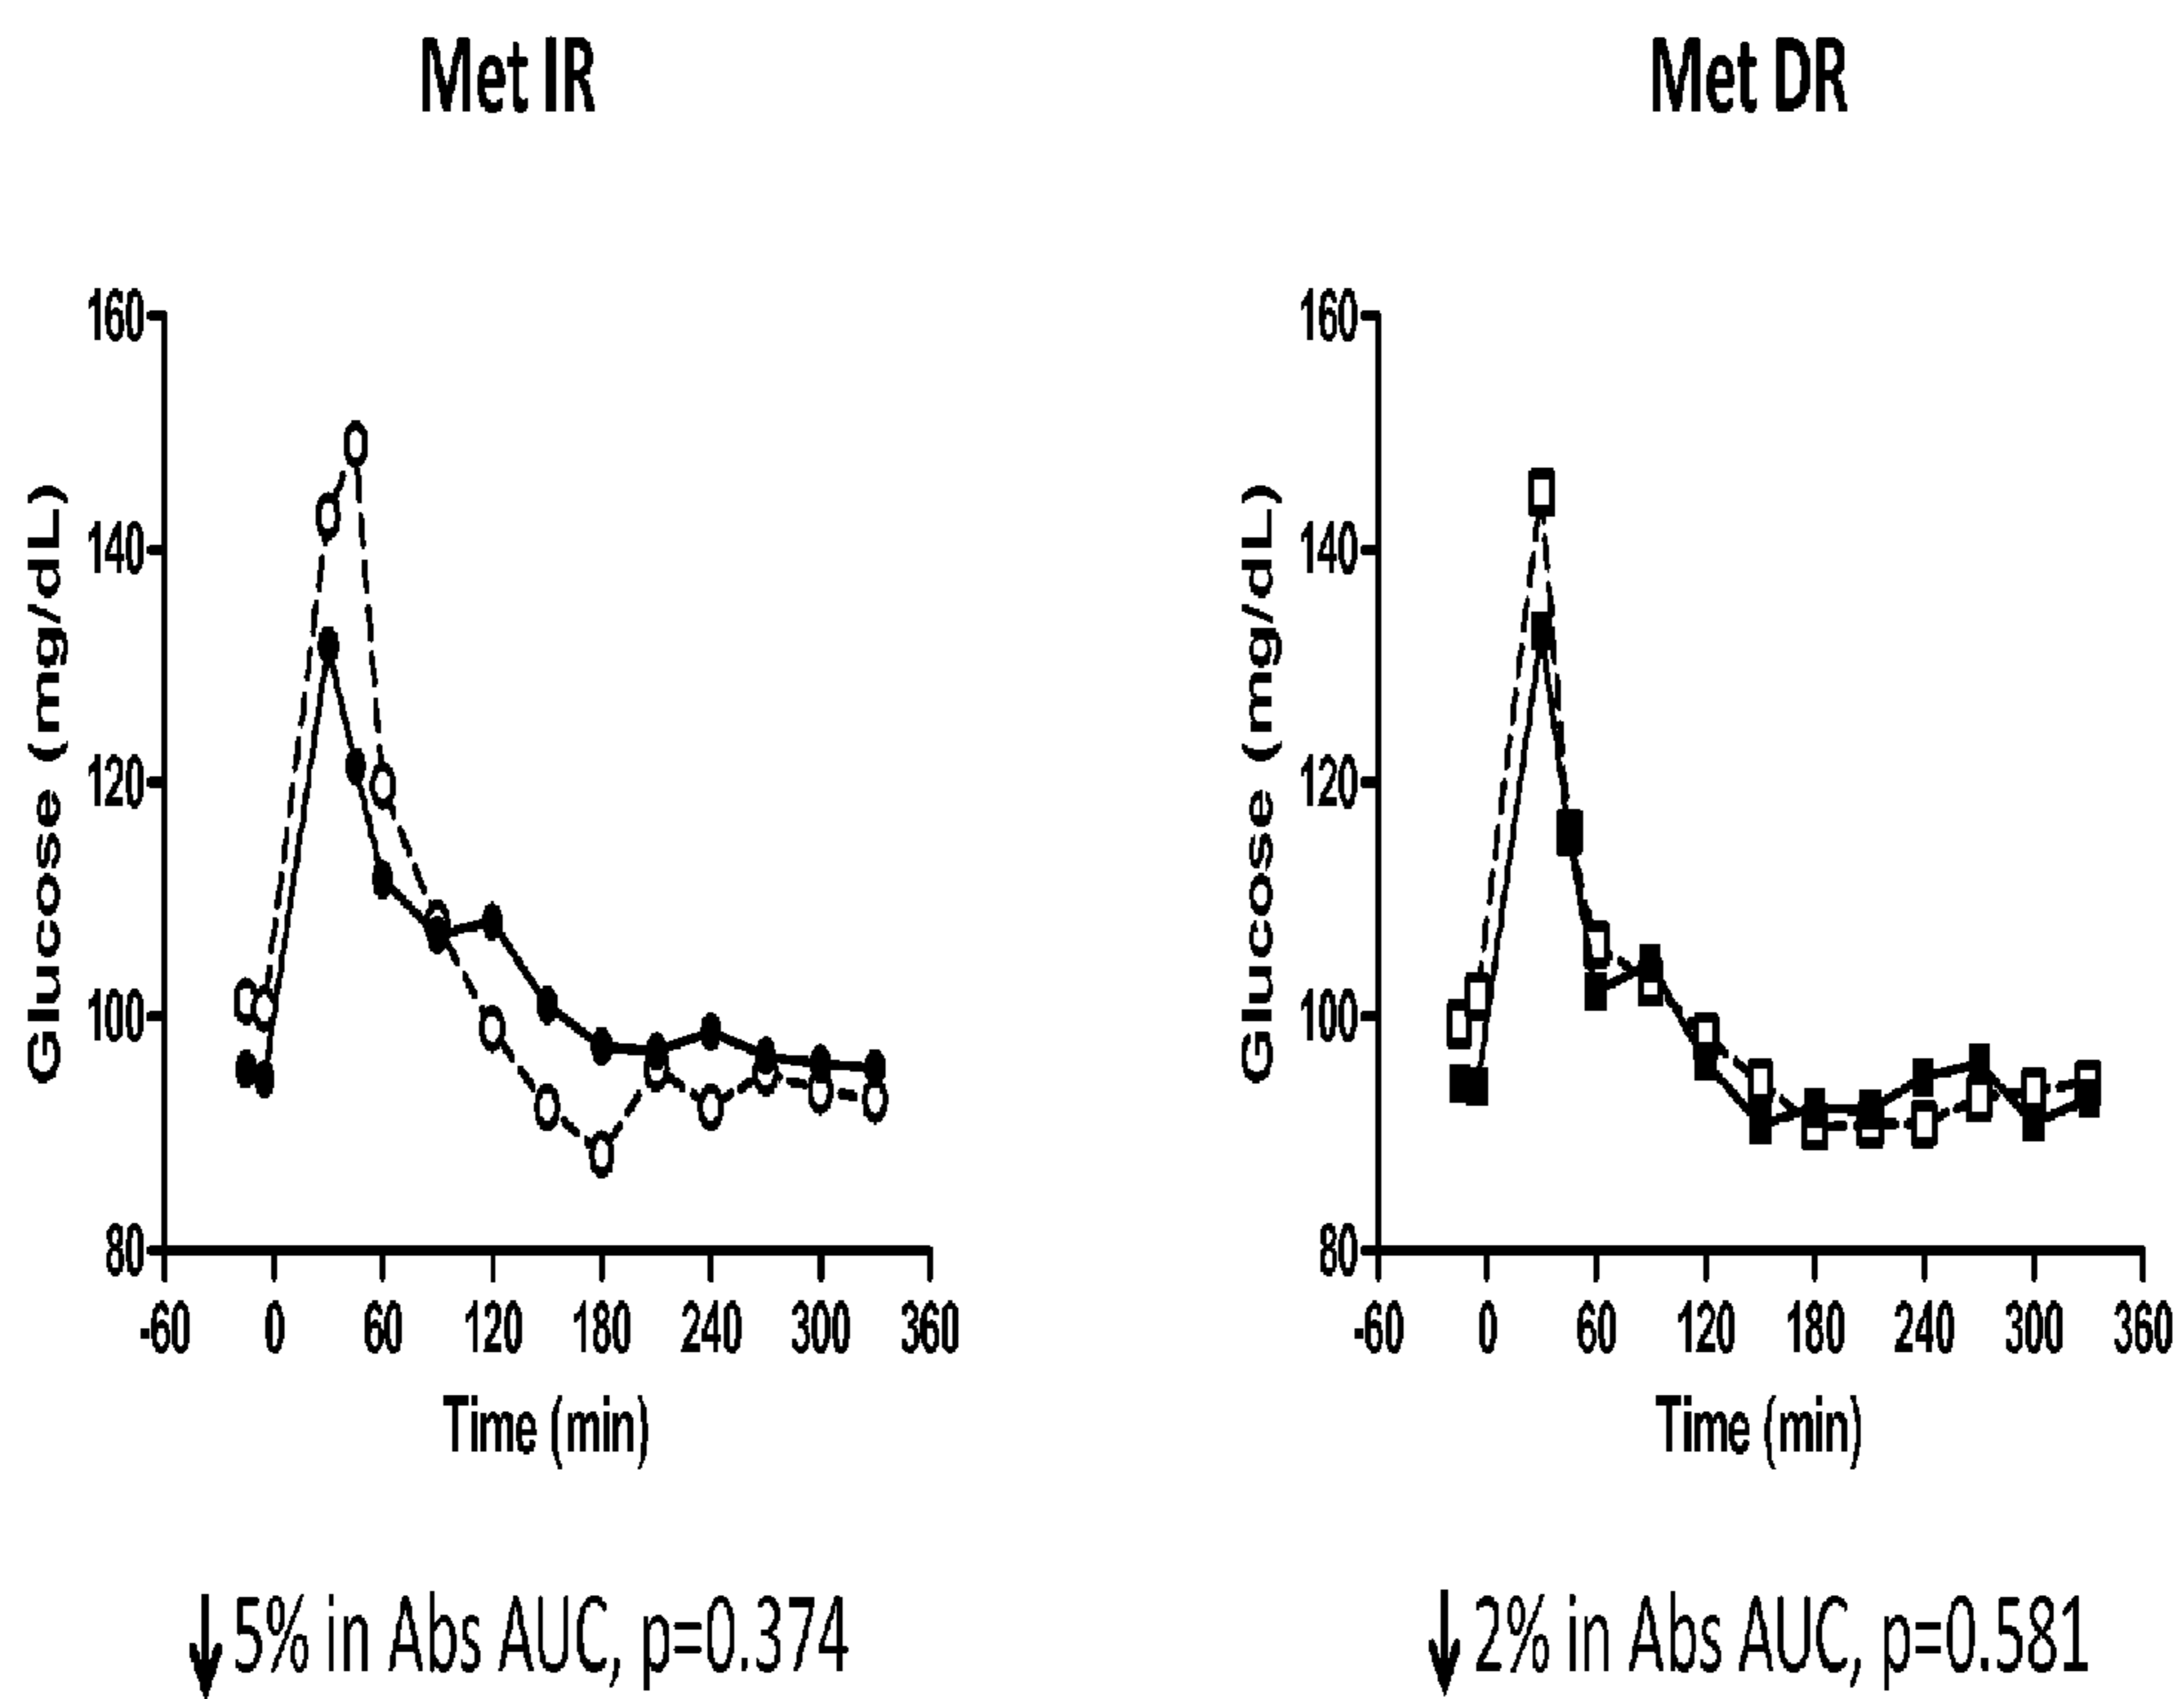 Met IR
Glucose (mg/dL)
160
140
120
100
80
-60 0 60 120 180 240 300 360
Time (min)
↓5% in Abs AUC, p=0.374
Met DR
Glucose (mg/dL)
160
140
120
100
80
-60 0 60 120 180 240 300 360
Time (min)
↓2% in Abs AUC, p=0.581